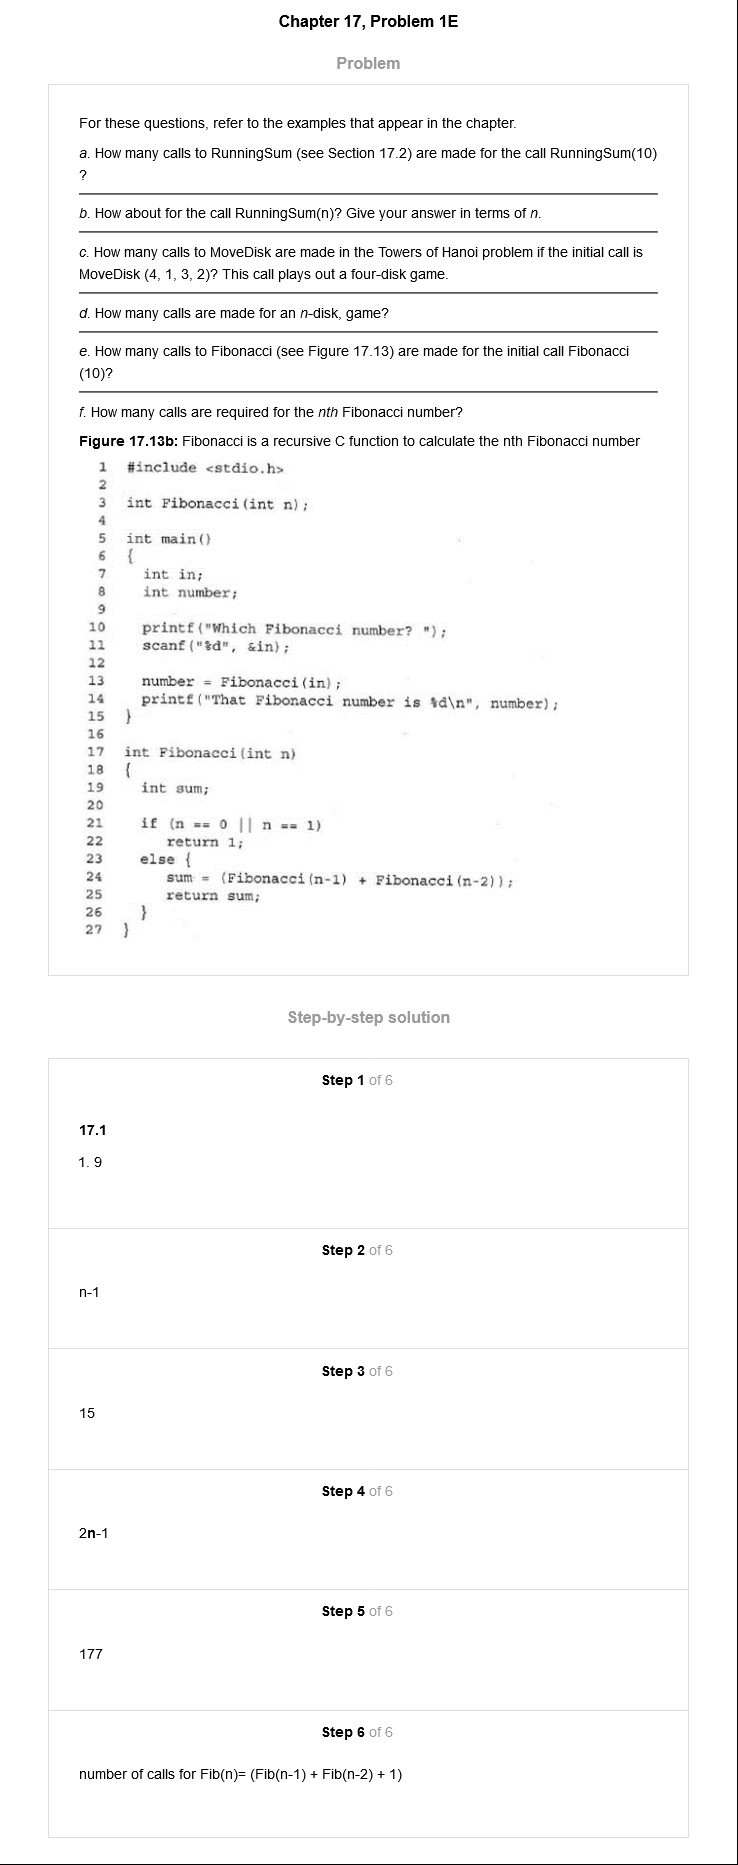 Chapter 17, Problem 1E
Problem
For these questions, refer to the examples that appear in the chapter.
a. How many calls to RunningSum (see Section 17.2) are made for the call RunningSum(10)
?
b. How about for the call RunningSum(n)? Give your answer in terms of n.
c. How many calls to MoveDisk are made in the Towers of Hanoi problem if the initial call is
MoveDisk (4, 1, 3, 2)? This call plays out a four-disk game.
d. How many calls are made for an n-disk, game?
e. How many calls to Fibonacci (see Figure 17.13) are made for the initial call Fibonacci
(10)?
f. How many calls are required for the nth Fibonacci number?
Figure 17.13b: Fibonacci is a recursive C function to calculate the nth Fibonacci number
1 #include <stdio.h>
2
3 int Fibonacci(int n);
4
5 int main()
6 {
7 int in;
8 int number;
9
10 printf("Which Fibonacci number? ");
11 scanf("%d", &in);
12
13 number = Fibonacci(in);
14 printf("That Fibonacci number is %d\n", number);
15 }
16
17 int Fibonacci(int n)
18 {
19 int sum;
20
21 if (n == 0 || n == 1)
22 return 1;
23 else {
24 sum = (Fibonacci(n-1) + Fibonacci(n-2));
25 return sum;
26 }
27 }
Step-by-step solution
Step 1 of 6
17.1
1. 9
Step 2 of 6
n-1
Step 3 of 6
15
Step 4 of 6
2n-1
Step 5 of 6
177
Step 6 of 6
number of calls for Fib(n)= (Fib(n-1) + Fib(n-2) + 1)